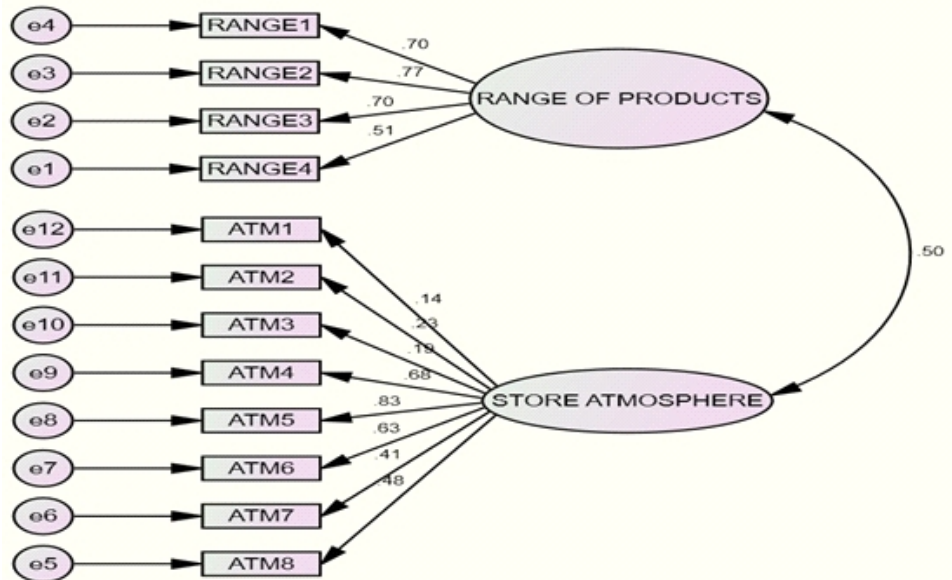 e4
RANGE1
.70
e3
RANGE2
.77
RANGE OF PRODUCTS
e2
RANGE3
.70
e1
RANGE4
.51
e12
ATM1
.50
e11
ATM2
.14
e10
ATM3
.23
.19
e9
ATM4
.68
STORE ATMOSPHERE
e8
ATM5
.83
.63
e7
ATM6
.41
e6
ATM7
.48
e5
ATM8